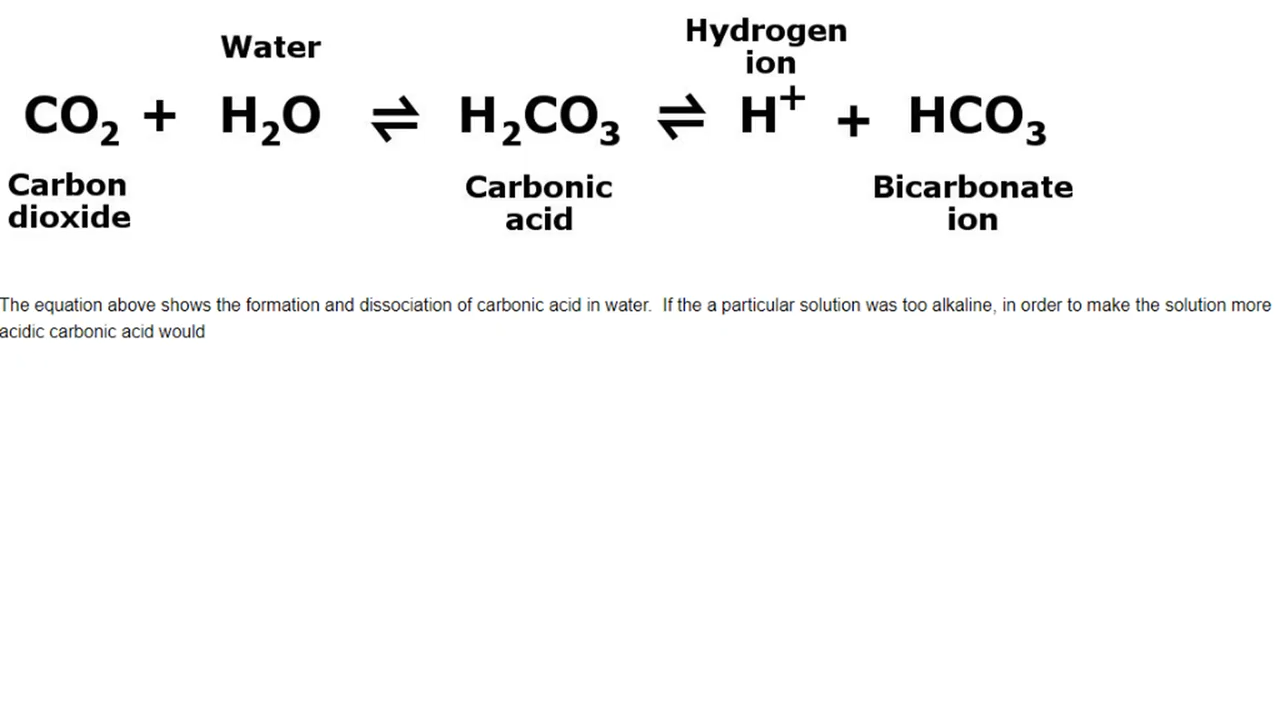 Water
Hydrogen
ion
CO₂ + H₂O ⇌ H₂CO₃ ⇌ H⁺ + HCO₃
Carbon
dioxide
Carbonic
acid
Bicarbonate
ion
The equation above shows the formation and dissociation of carbonic acid in water. If the a particular solution was too alkaline, in order to make the solution more
acidic carbonic acid would